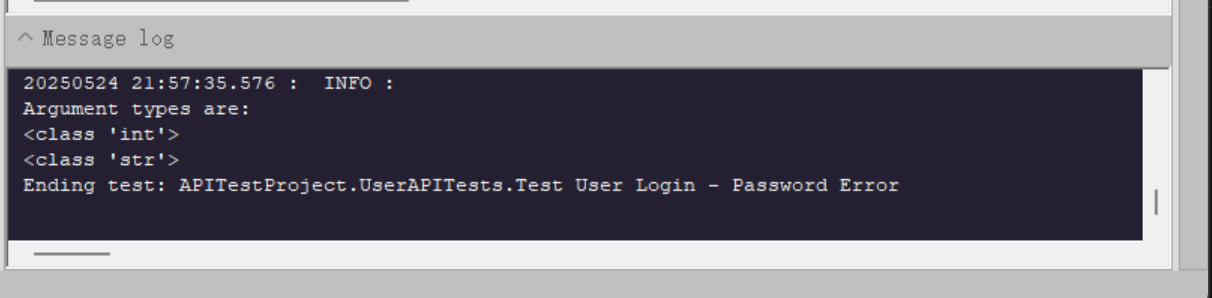 Message log
20250524 21:57:35.576 :  INFO :
Argument types are:
<class 'int'>
<class 'str'>
Ending test: APITestProject.UserAPITests.Test User Login - Password Error